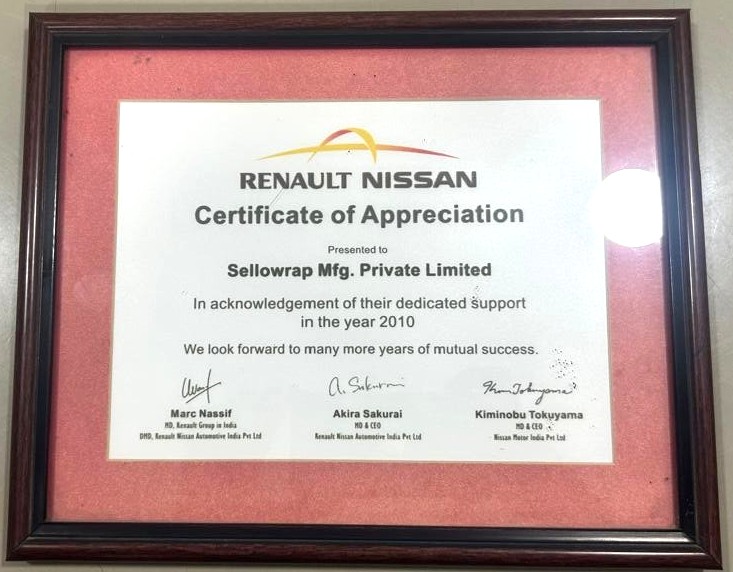 RENAULT NISSAN
Certificate of Appreciation
Presented to
Sellowrap Mfg. Private Limited
In acknowledgement of their dedicated support
in the year 2010
We look forward to many more years of mutual success.
A. Sakurai
Marc Nassif
MD, Renault Group in India
DMD, Renault Nissan Automotive India Pvt Ltd
Akira Sakurai
MD & CEO
Renault Nissan Automotive India Pvt Ltd
Kiminobu Tokuyama
MD & CEO
Nissan Motor India Pvt Ltd